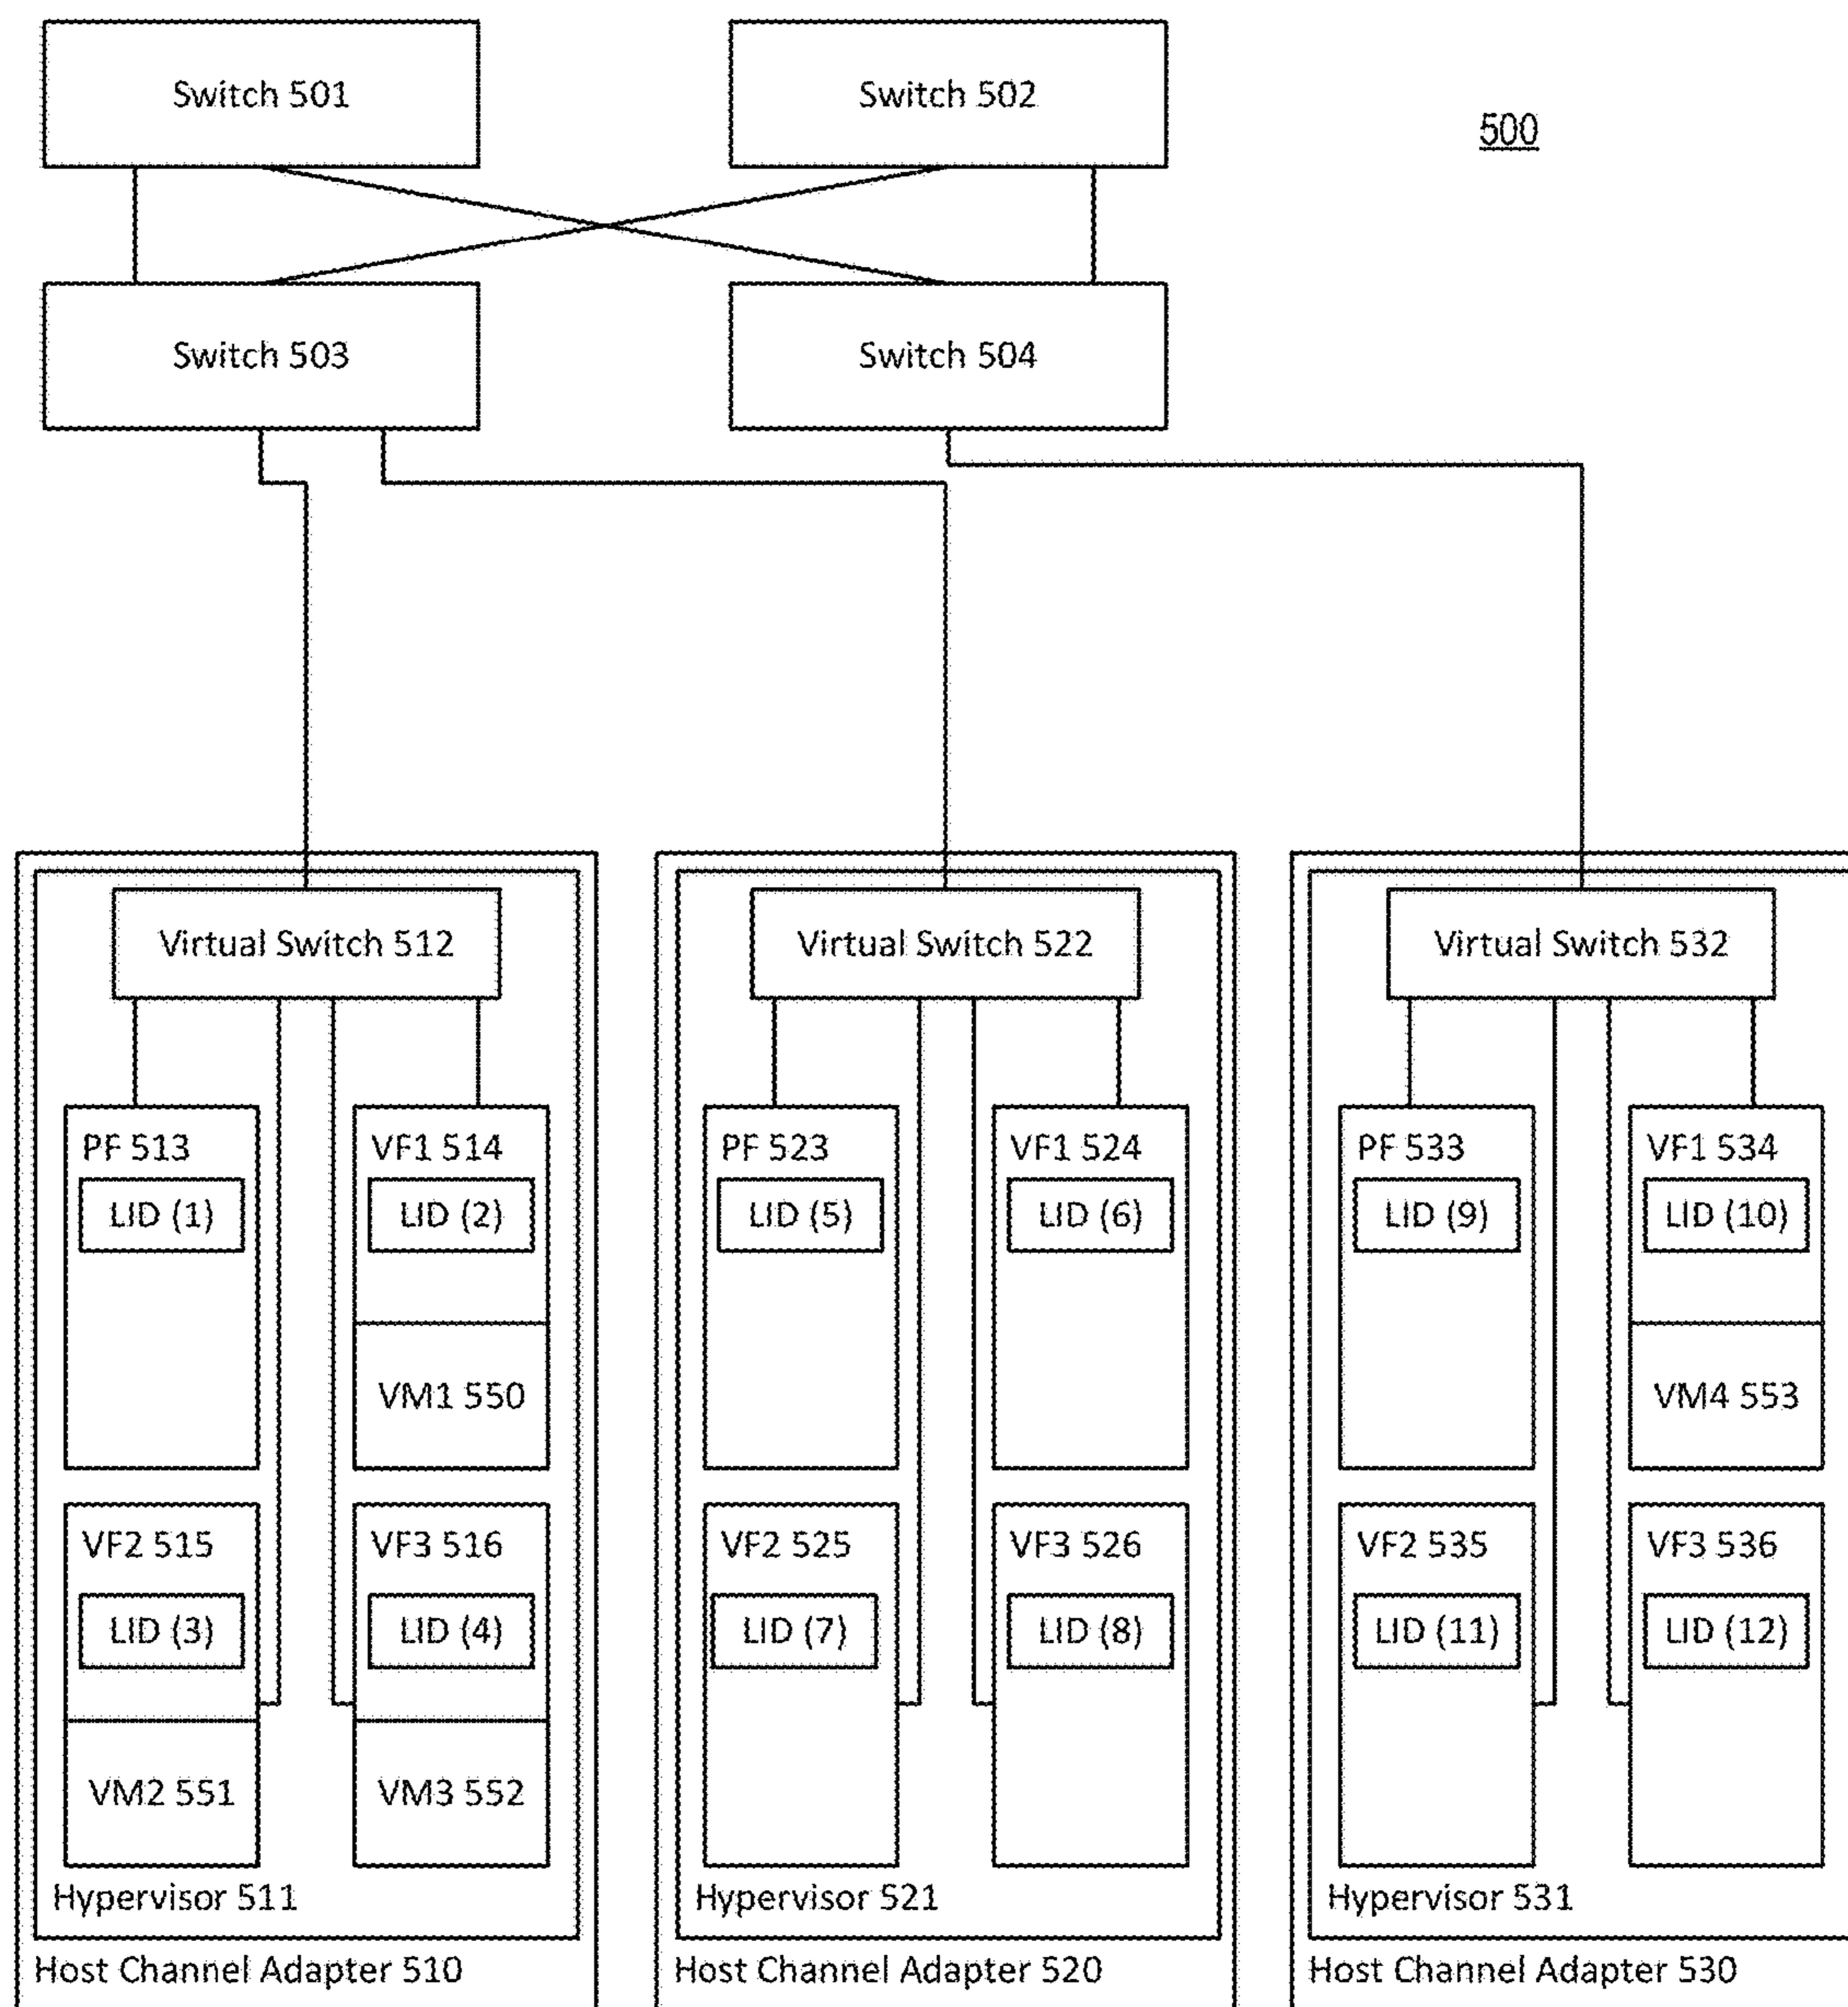 Switch 501
Switch 502
500
Switch 503
Switch 504
Virtual Switch 512
PF 513
LID (1)
VF1 514
LID (2)
VM1 550
VF2 515
LID (3)
VM2 551
VF3 516
LID (4)
VM3 552
Hypervisor 511
Host Channel Adapter 510
Virtual Switch 522
PF 523
LID (5)
VF1 524
LID (6)
VF2 525
LID (7)
VF3 526
LID (8)
Hypervisor 521
Host Channel Adapter 520
Virtual Switch 532
PF 533
LID (9)
VF1 534
LID (10)
VM4 553
VF2 535
LID (11)
VF3 536
LID (12)
Hypervisor 531
Host Channel Adapter 530